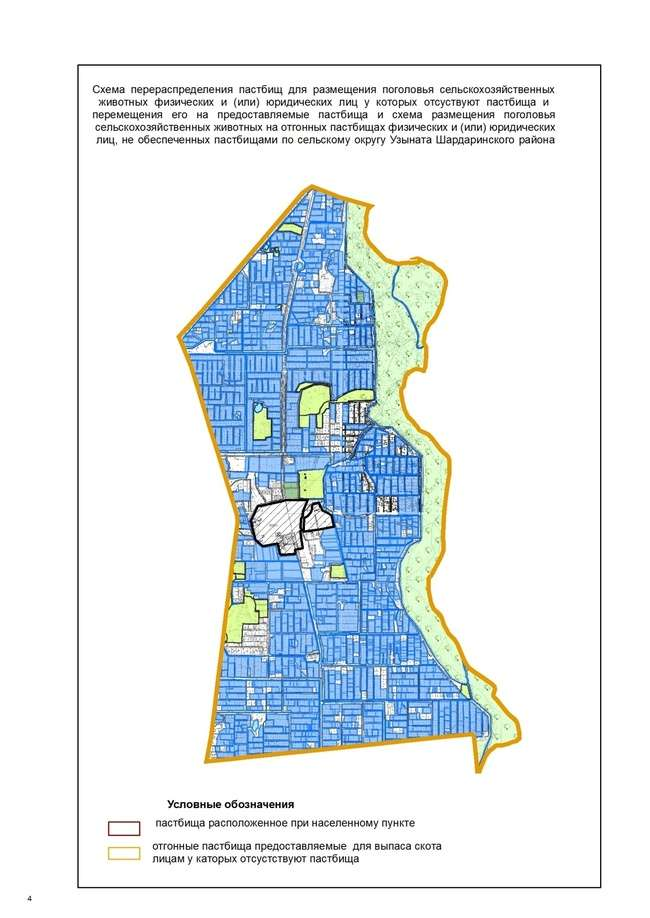 Схема перераспределения пастбищ для размещения поголовья сельскохозяйственных
животных физических и (или) юридических лиц у которых отсуствуют пастбища и
перемещения его на предоставляемые пастбища и схема размещения поголовья
сельскохозяйственных животных на отгонных пастбищах физических и (или) юридических
лиц, не обеспеченных пастбищами по сельскому округу Узыната Шардаринского района
Условные обозначения
пастбища расположенное при населенному пункте
отгонные пастбища предоставляемые для выпаса скота
лицам у каторых отсустствуют пастбища
4